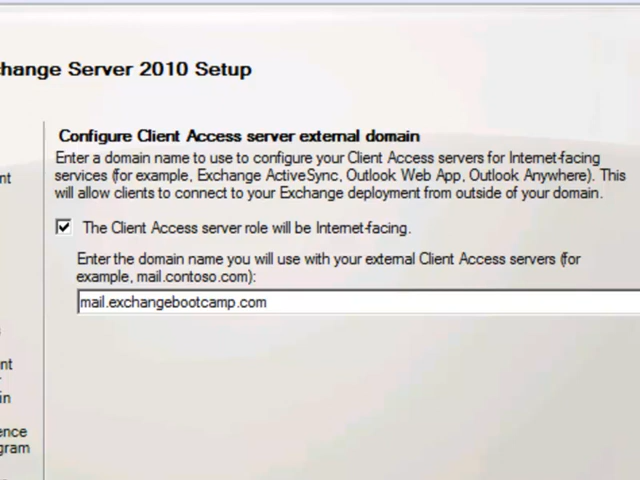 change Server 2010 Setup
Configure Client Access server external domain
Enter a domain name to use to configure your Client Access servers for Internet-facing
services (for example, Exchange ActiveSync, Outlook Web App, Outlook Anywhere). This
will allow clients to connect to your Exchange deployment from outside of your domain.
The Client Access server role will be Internet-facing.
Enter the domain name you will use with your external Client Access servers (for
example, mail.contoso.com):
mail.exchangebootcamp.com
nt
nt
in
ence
gram